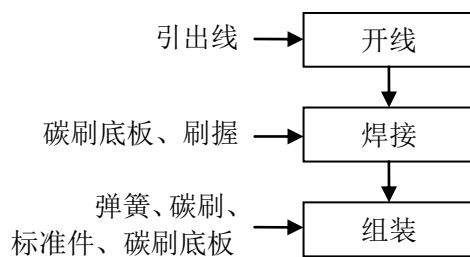 引出线
开线
碳刷底板、刷握
焊接
弹簧、碳刷、
标准件、碳刷底板
组装